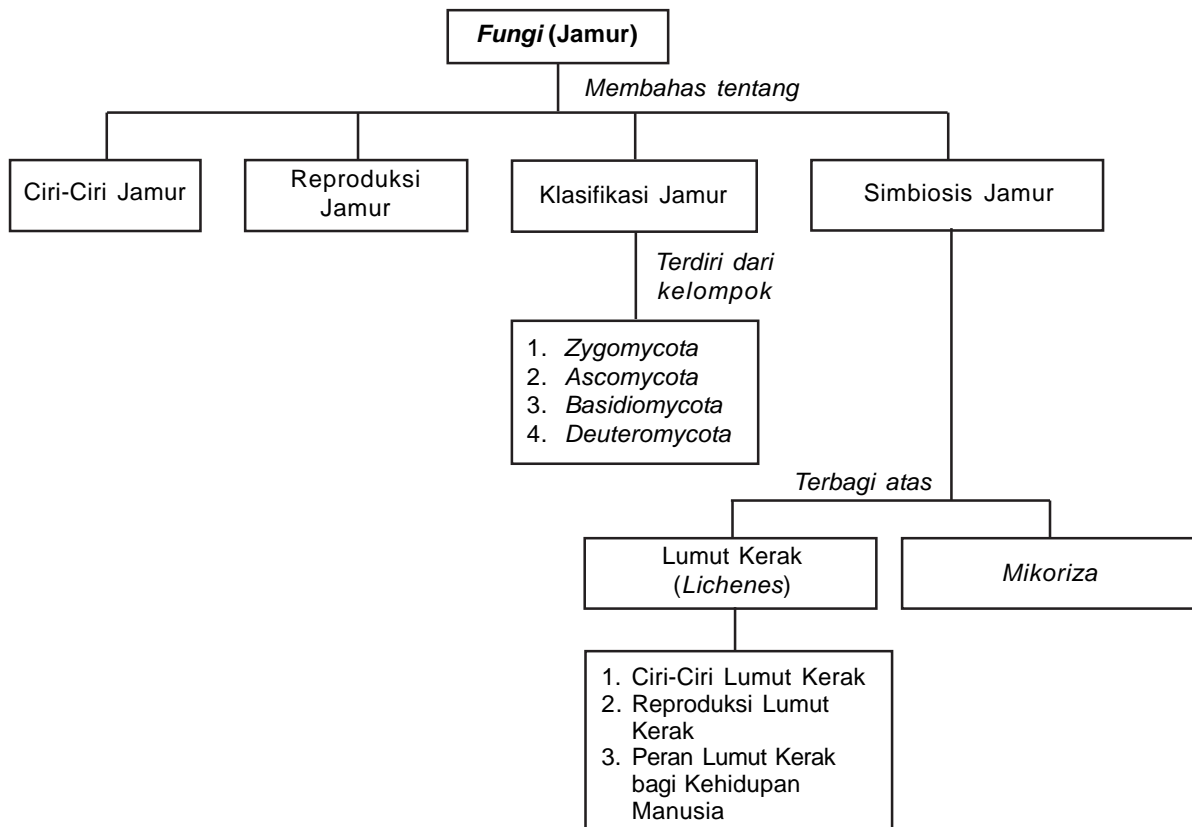 Fungi (Jamur)
Membahas tentang
Ciri-Ciri Jamur
Reproduksi
Jamur
Klasifikasi Jamur
Simbiosis Jamur
Terdiri dari
kelompok
1. Zygomycota
2. Ascomycota
3. Basidiomycota
4. Deuteromycota
Terbagi atas
Lumut Kerak
(Lichenes)
Mikoriza
1. Ciri-Ciri Lumut Kerak
2. Reproduksi Lumut
Kerak
3. Peran Lumut Kerak
bagi Kehidupan
Manusia